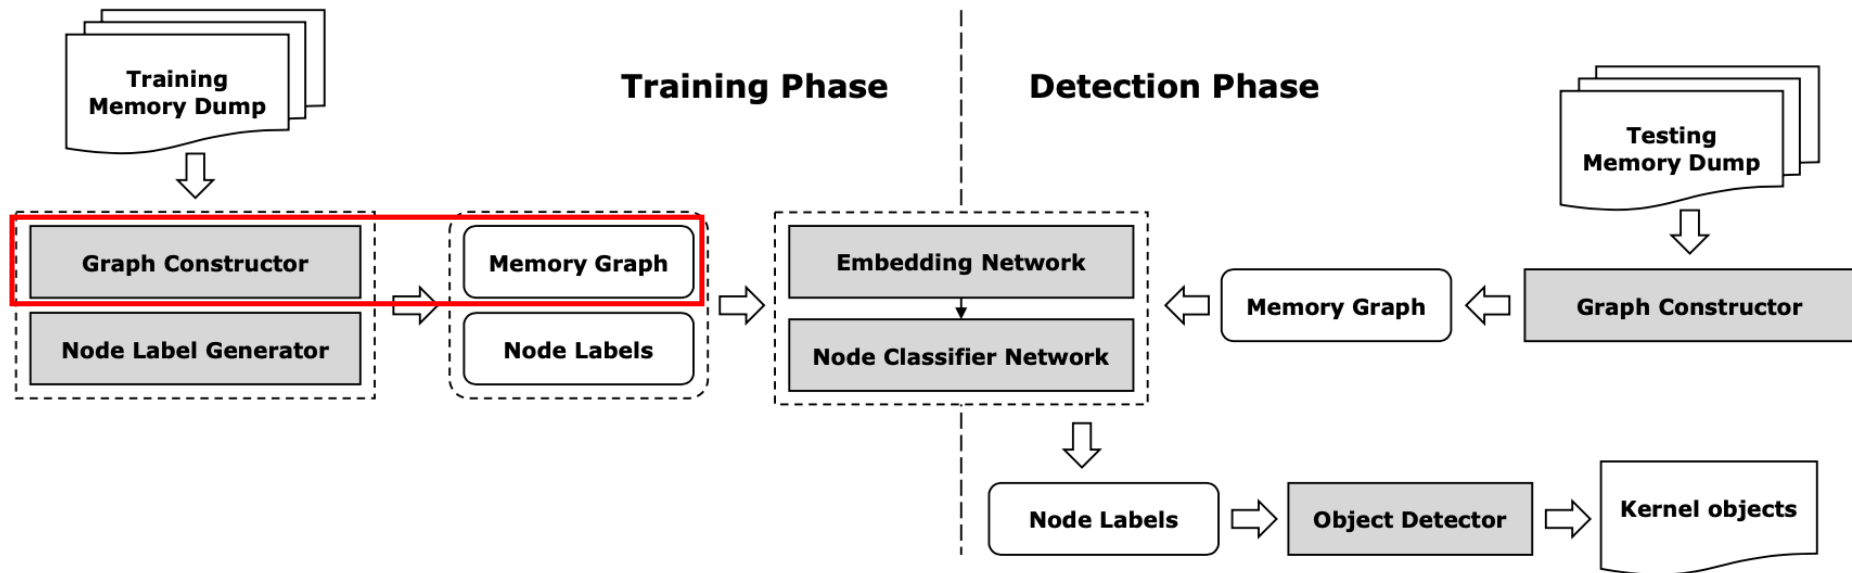 Training
Memory Dump
Training Phase
Detection Phase
Testing
Memory Dump
Graph Constructor
Memory Graph
Node Label Generator
Node Labels
Embedding Network
Node Classifier Network
Memory Graph
Graph Constructor
Node Labels
Object Detector
Kernel objects